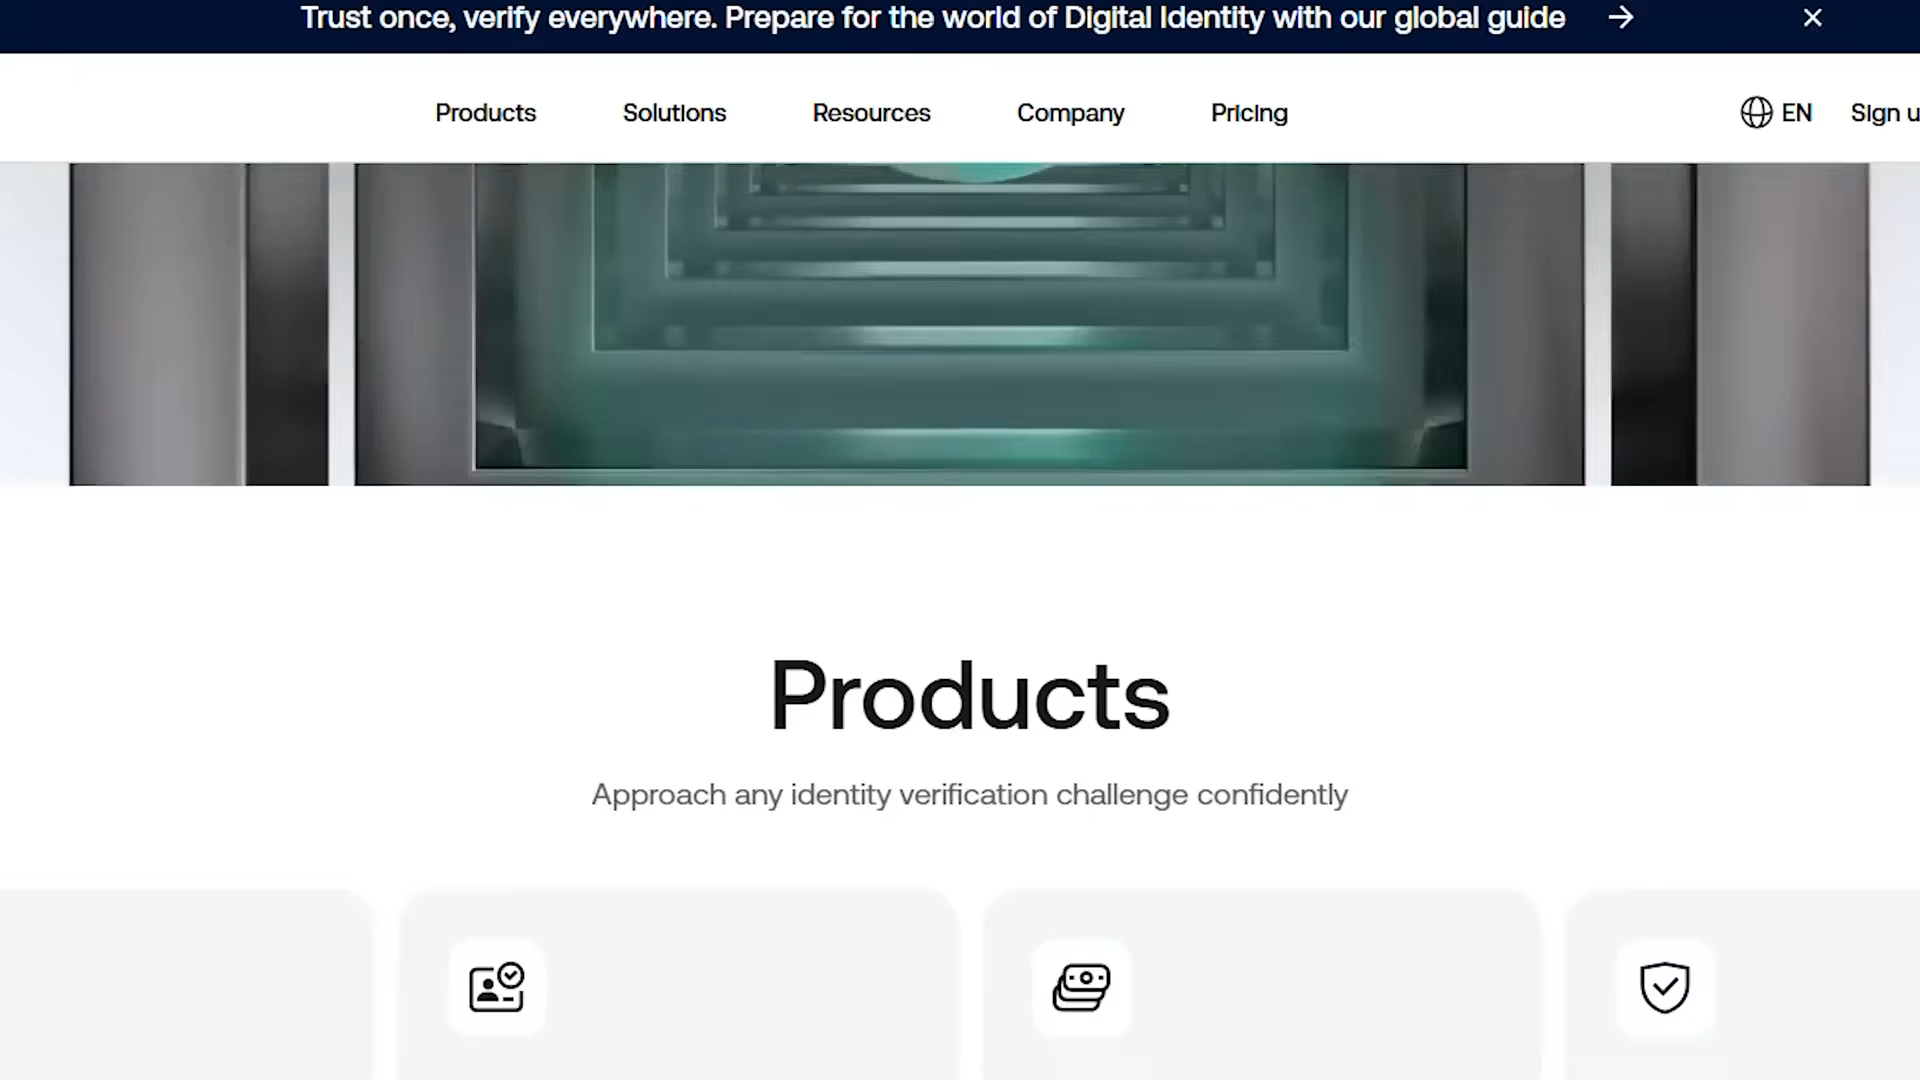 Trust once, verify everywhere. Prepare for the world of Digital Identity with our global guide
Products
Solutions
Resources
Company
Pricing
EN
Sign u
Products
Approach any identity verification challenge confidently